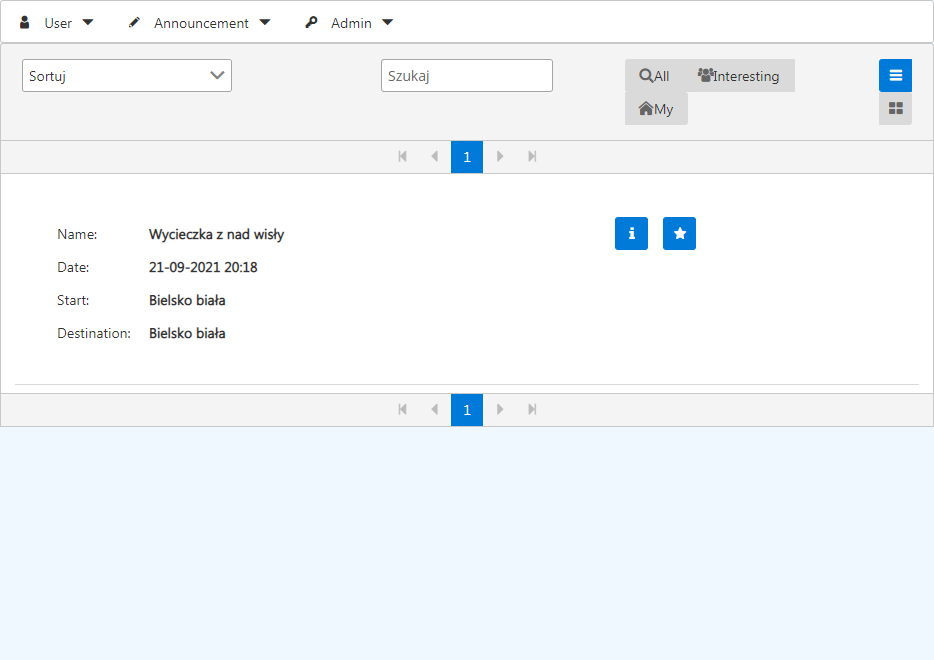 User Announcement Admin
Sortuj Szukaj All Interesting
My
1
Name: Wycieczka z nad wisły
Date: 21-09-2021 20:18
Start: Bielsko biała
Destination: Bielsko biała
1